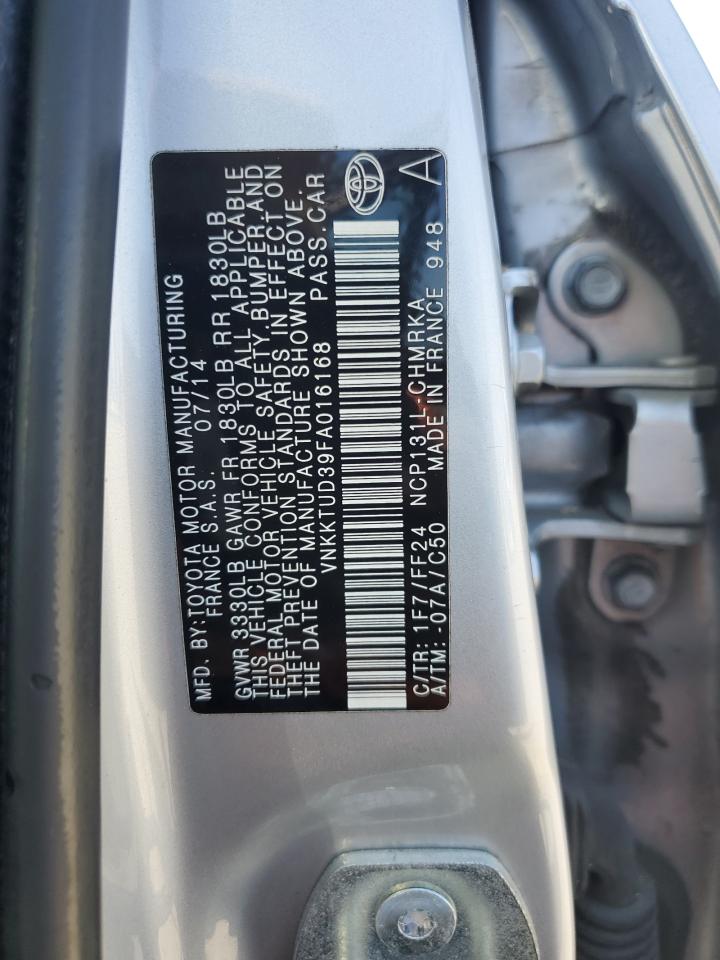 MFD. BY:TOYOTA MOTOR MANUFACTURING
FRANCE S.A.S. 07/14
GVWR 3330LB GAWR FR 1830LB RR 1830LB
THIS VEHICLE CONFORMS TO ALL APPLICABLE
FEDERAL MOTOR VEHICLE SAFETY, BUMPER, AND
THEFT PREVENTION STANDARDS IN EFFECT ON
THE DATE OF MANUFACTURE SHOWN ABOVE.
VNKKTUD39FA016168 PASS.CAR
C/TR: 1F7/FF24 NCP131L-CHMRKA
A/TM: -07A/C50 MADE IN FRANCE 948 A